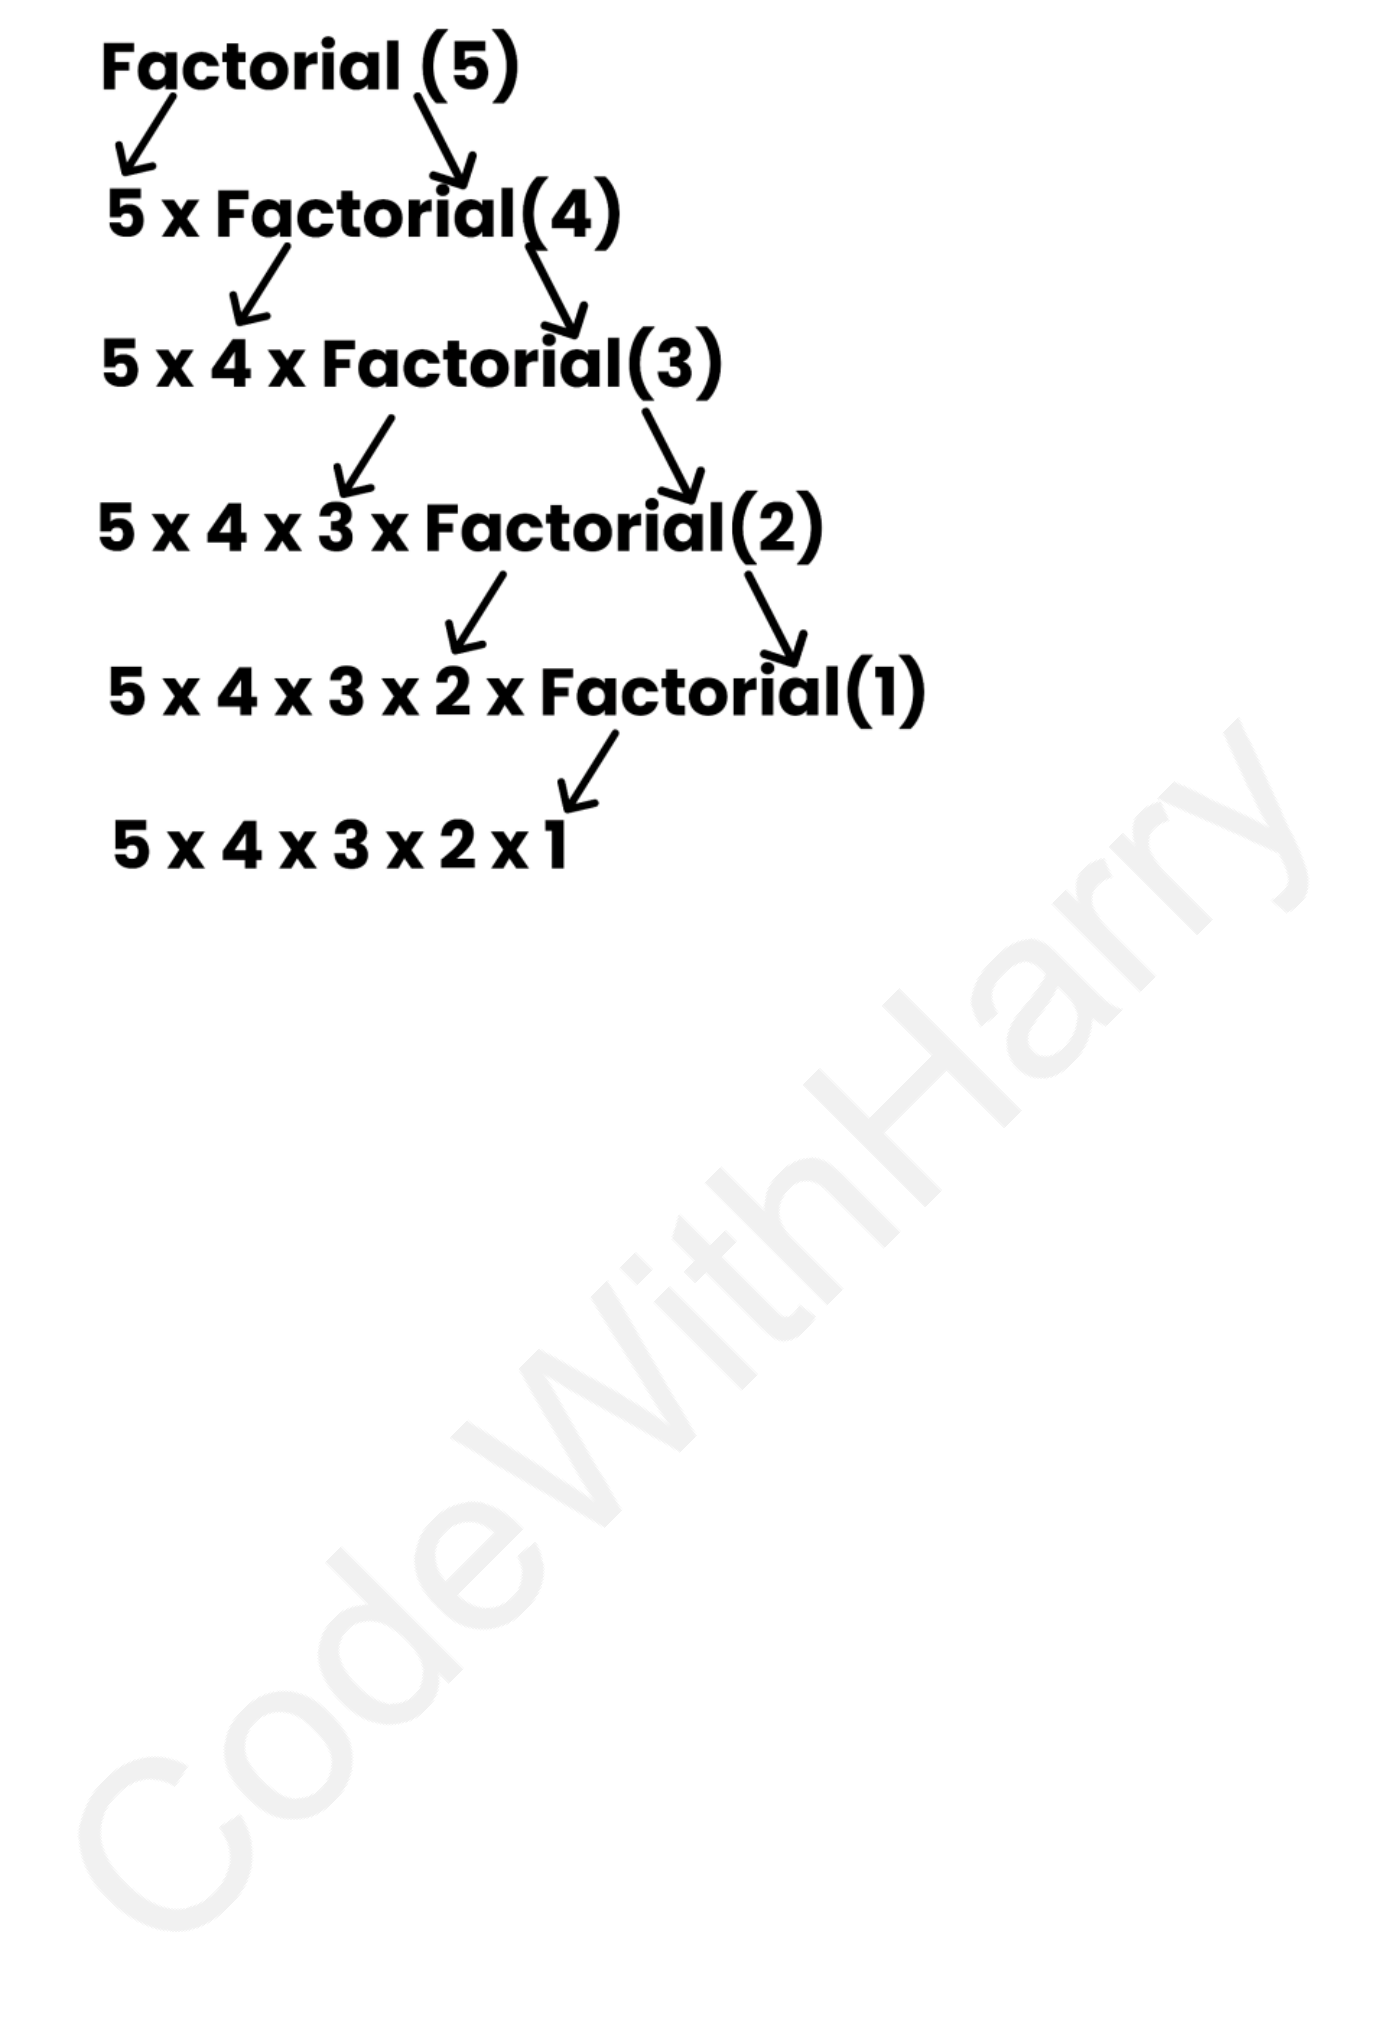 Factorial (5)
5 x Factorial(4)
5 x 4 x Factorial(3)
5 x 4 x 3 x Factorial(2)
5 x 4 x 3 x 2 x Factorial(1)
5 x 4 x 3 x 2 x 1
CodeWithHarry